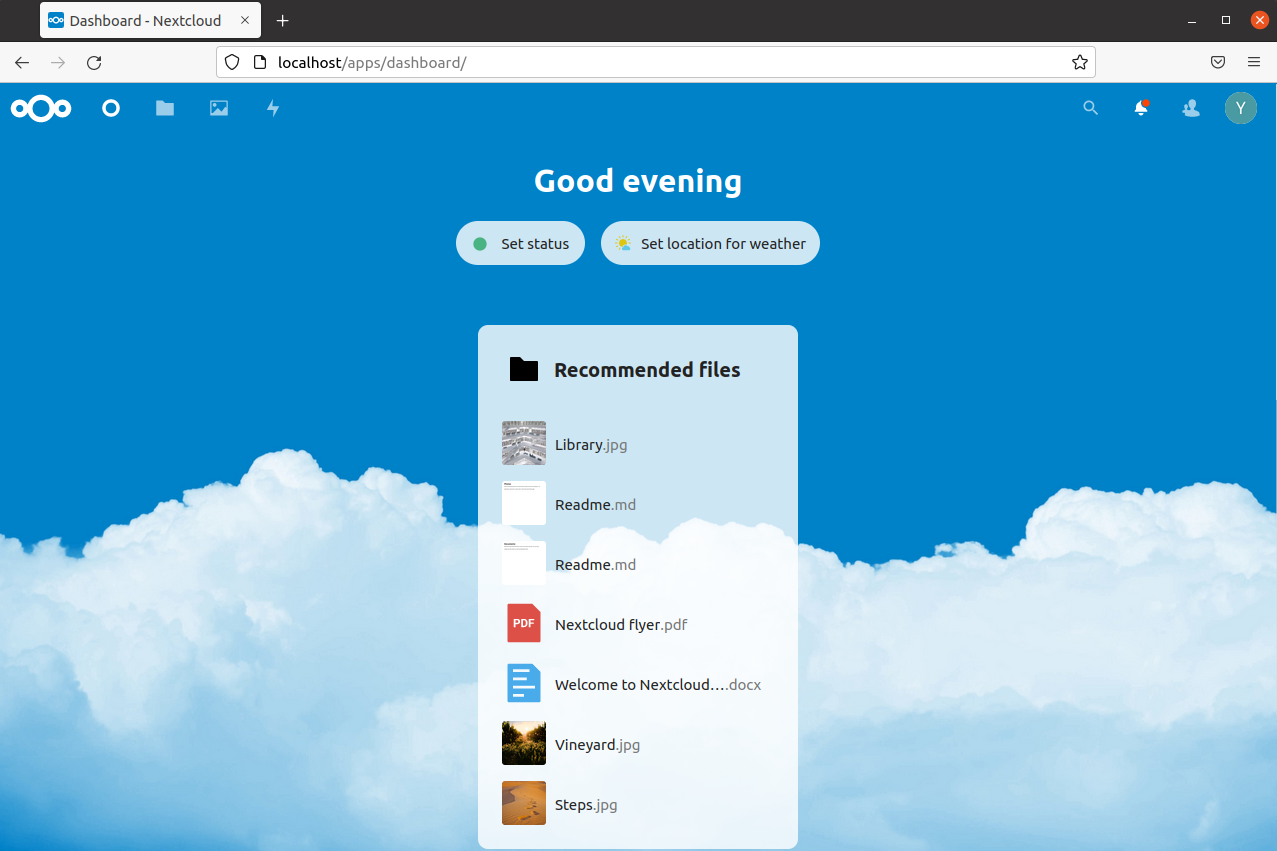 Dashboard - Nextcloud
localhost/apps/dashboard/
Y
Good evening
Set status
Set location for weather
Recommended files
Library.jpg
Readme.md
Readme.md
PDF
Nextcloud flyer.pdf
Welcome to Nextcloud….docx
Vineyard.jpg
Steps.jpg